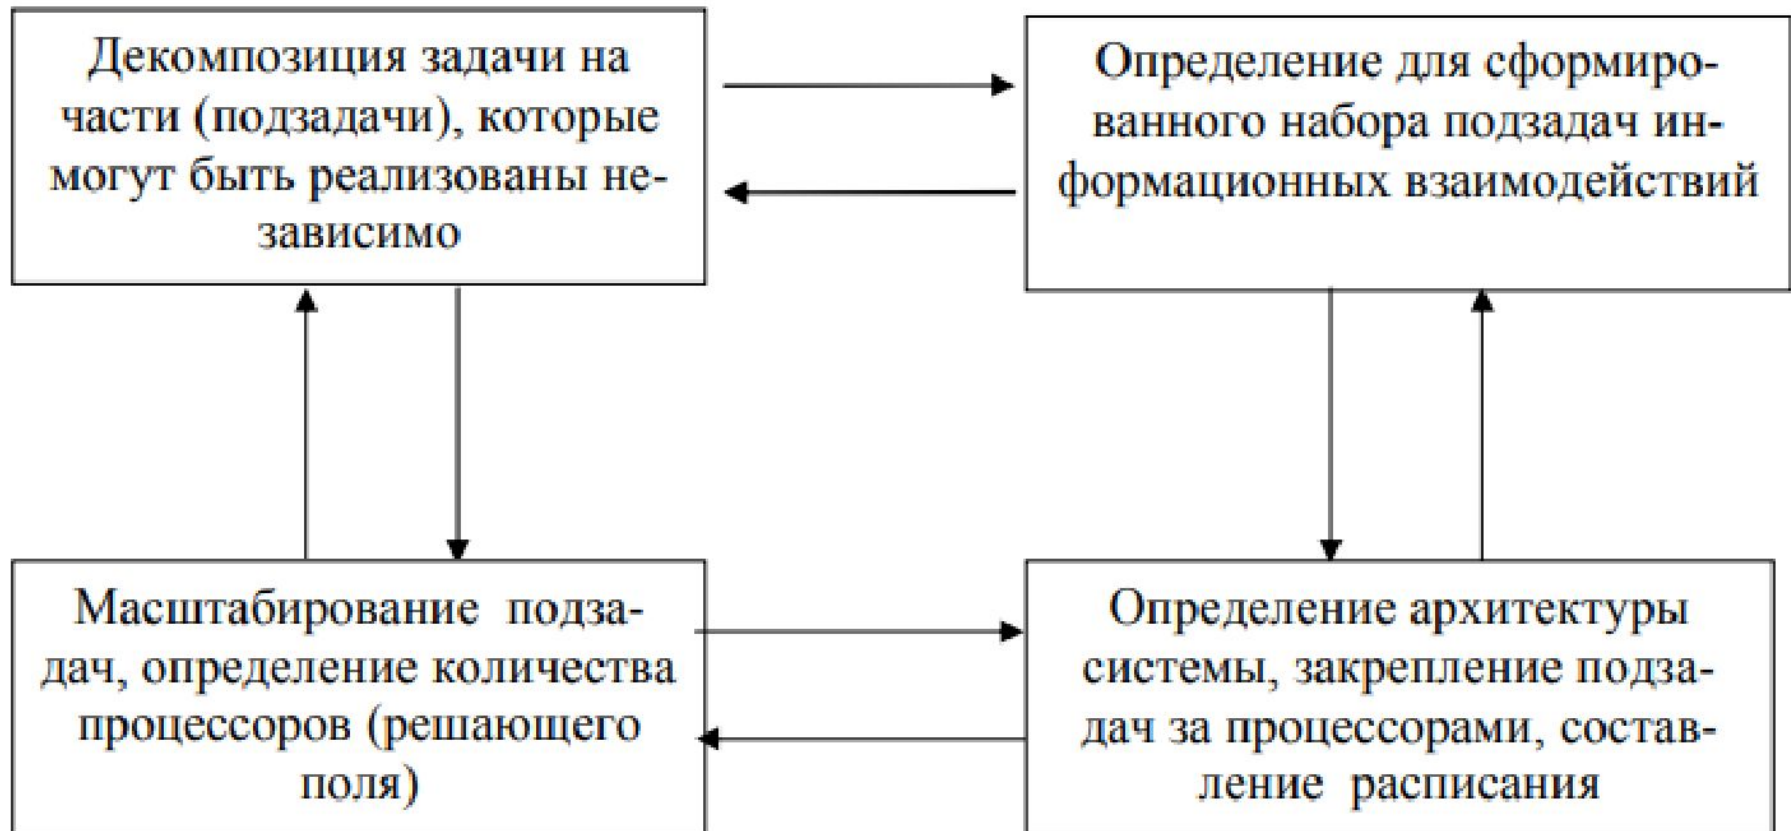 Декомпозиция задачи на
части (подзадачи), которые
могут быть реализованы не-
зависимо
Определение для сформиро-
ванного набора подзадач ин-
формационных взаимодействий
Масштабирование подза-
дач, определение количества
процессоров (решающего
поля)
Определение архитектуры
системы, закрепление подза-
дач за процессорами, состав-
ление расписания